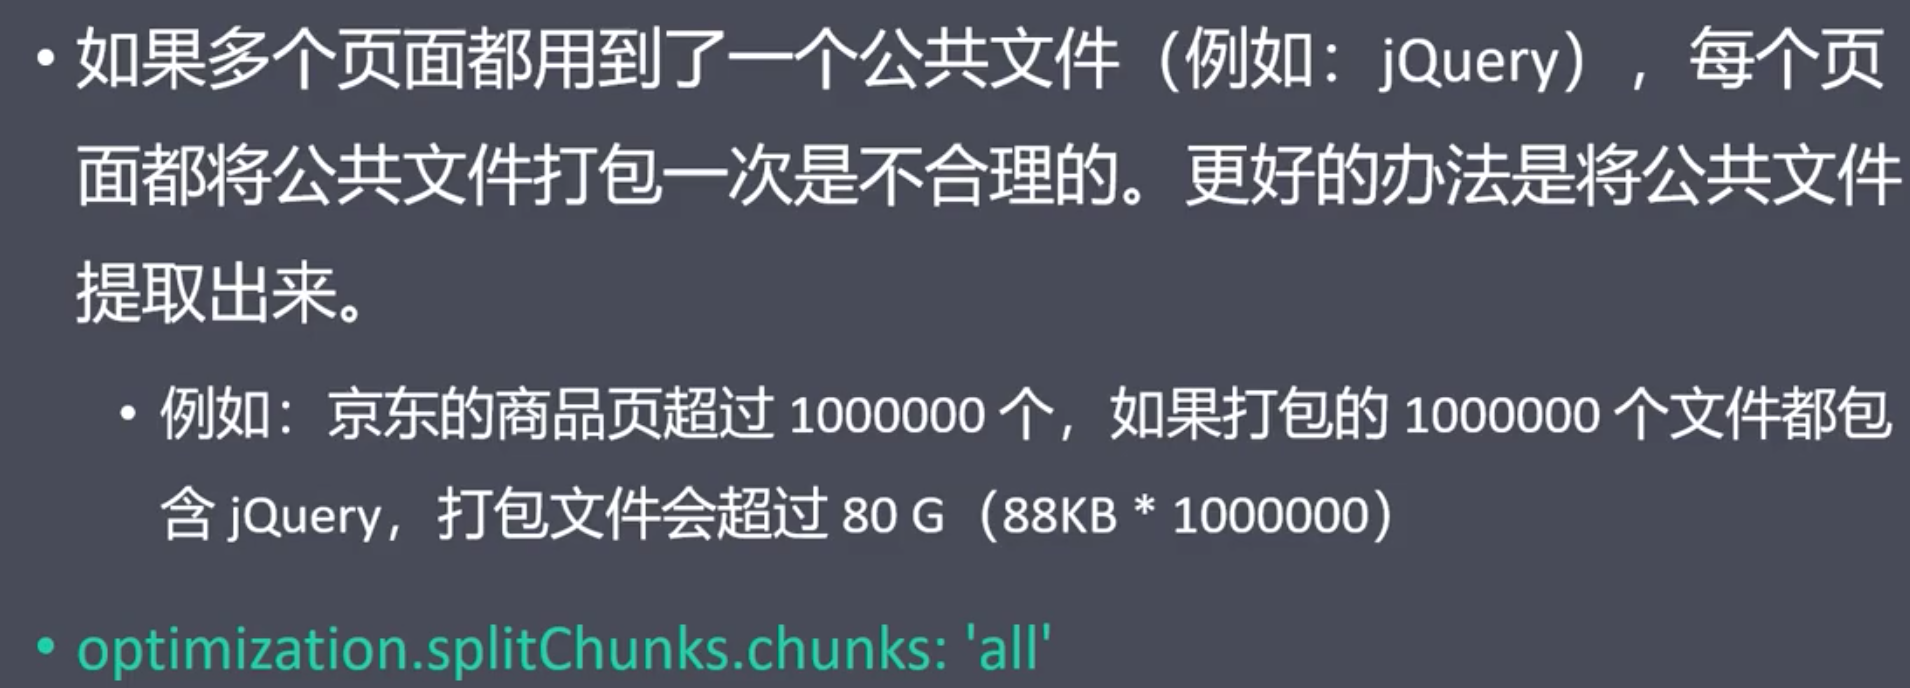 • 如果多个页面都用到了一个公共文件（例如：jQuery），每个页
面都将公共文件打包一次是不合理的。更好的办法是将公共文件
提取出来。
• 例如：京东的商品页超过 1000000 个，如果打包的 1000000 个文件都包
含 jQuery，打包文件会超过 80 G（88KB * 1000000）
• optimization.splitChunks.chunks: 'all'